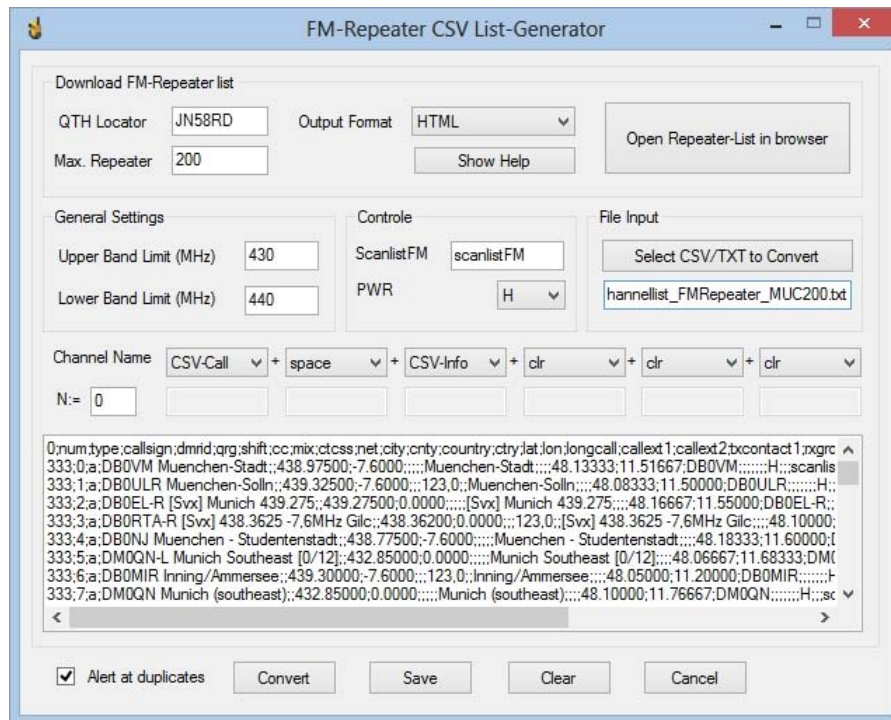 FM-Repeater CSV List-Generator
Download FM-Repeater list
QTH Locator JN58RD Output Format HTML Open Repeater-List in browser
Max. Repeater 200 Show Help
General Settings Controle File Input
Upper Band Limit (MHz) 430 ScanlistFM scanlistFM Select CSV/TXT to Convert
Lower Band Limit (MHz) 440 PWR H hannellist_FMRepeater_MUC200.txt
Channel Name CSV-Call + space + CSV-Info + clr + clr + clr
N:= 0
0;num;type;callsign;dmrid;qrg;shift;cc;mix;ctcss;net;city;cnty;country;ctry;lat;lon;longcall;callext1;callext2;txcontact1;rxgrc
333;0;a;DB0VM Muenchen-Stadt;;438.97500;-7.6000;;;;;Muenchen-Stadt;;;;48.13333;11.51667;DB0VM;;;;;;;H;;;scanlis
333;1;a;DB0ULR Muenchen-Solln;;439.32500;-7.6000;;;123,0;;Muenchen-Solln;;;;48.08333;11.50000;DB0ULR;;;;;;;H;;
333;2;a;DB0EL-R [Svx] Munich 439.275;;439.27500;0.0000;;;;;[Svx] Munich 439.275;;;;48.16667;11.55000;DB0EL-R;;
333;3;a;DB0RTA-R [Svx] 438.3625 -7,6MHz Gilc;;438.36200;0.0000;;;123,0;;[Svx] 438.3625 -7,6MHz Gilc;;;;48.10000;
333;4;a;DB0NJ Muenchen - Studentenstadt;;438.77500;-7.6000;;;;;Muenchen - Studentenstadt;;;;48.18333;11.60000;D
333;5;a;DM0QN-L Munich Southeast [0/12];;432.85000;0.0000;;;;;Munich Southeast [0/12];;;;48.06667;11.68333;DM0
333;6;a;DB0MIR Inning/Ammersee;;439.30000;-7.6000;;;123,0;;Inning/Ammersee;;;;48.05000;11.20000;DB0MIR;;;;;;;H
333;7;a;DM0QN Munich (southeast);;432.85000;0.0000;;;;;Munich (southeast);;;;48.10000;11.76667;DM0QN;;;;;;;H;;;sc
Alert at duplicates Convert Save Clear Cancel